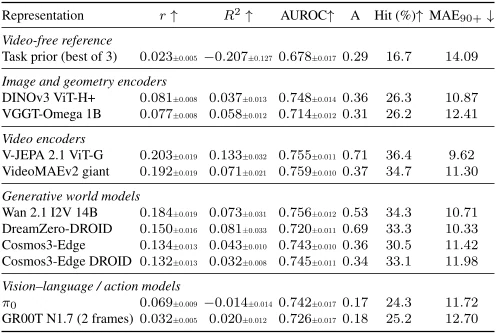 Representation r ↑ R² ↑ AUROC↑ A Hit (%)↑ MAE90+ ↓
Video-free reference
Task prior (best of 3) 0.023±0.005 −0.207±0.127 0.678±0.017 0.29 16.7 14.09
Image and geometry encoders
DINOv3 ViT-H+ 0.081±0.008 0.037±0.013 0.748±0.014 0.36 26.3 10.87
VGGT-Omega 1B 0.077±0.008 0.058±0.012 0.714±0.012 0.31 26.2 12.41
Video encoders
V-JEPA 2.1 ViT-G 0.203±0.019 0.133±0.032 0.755±0.011 0.71 36.4 9.62
VideoMAEv2 giant 0.192±0.019 0.071±0.021 0.759±0.010 0.37 34.7 11.30
Generative world models
Wan 2.1 I2V 14B 0.184±0.019 0.073±0.031 0.756±0.012 0.53 34.3 10.71
DreamZero-DROID 0.150±0.016 0.081±0.033 0.720±0.011 0.69 33.3 10.33
Cosmos3-Edge 0.134±0.013 0.043±0.010 0.743±0.010 0.36 30.5 11.42
Cosmos3-Edge DROID 0.132±0.013 0.032±0.008 0.745±0.011 0.34 33.1 11.98
Vision–language / action models
π0 0.069±0.009 −0.014±0.014 0.742±0.017 0.17 24.3 11.72
GR00T N1.7 (2 frames) 0.032±0.005 0.020±0.012 0.726±0.017 0.18 25.2 12.70